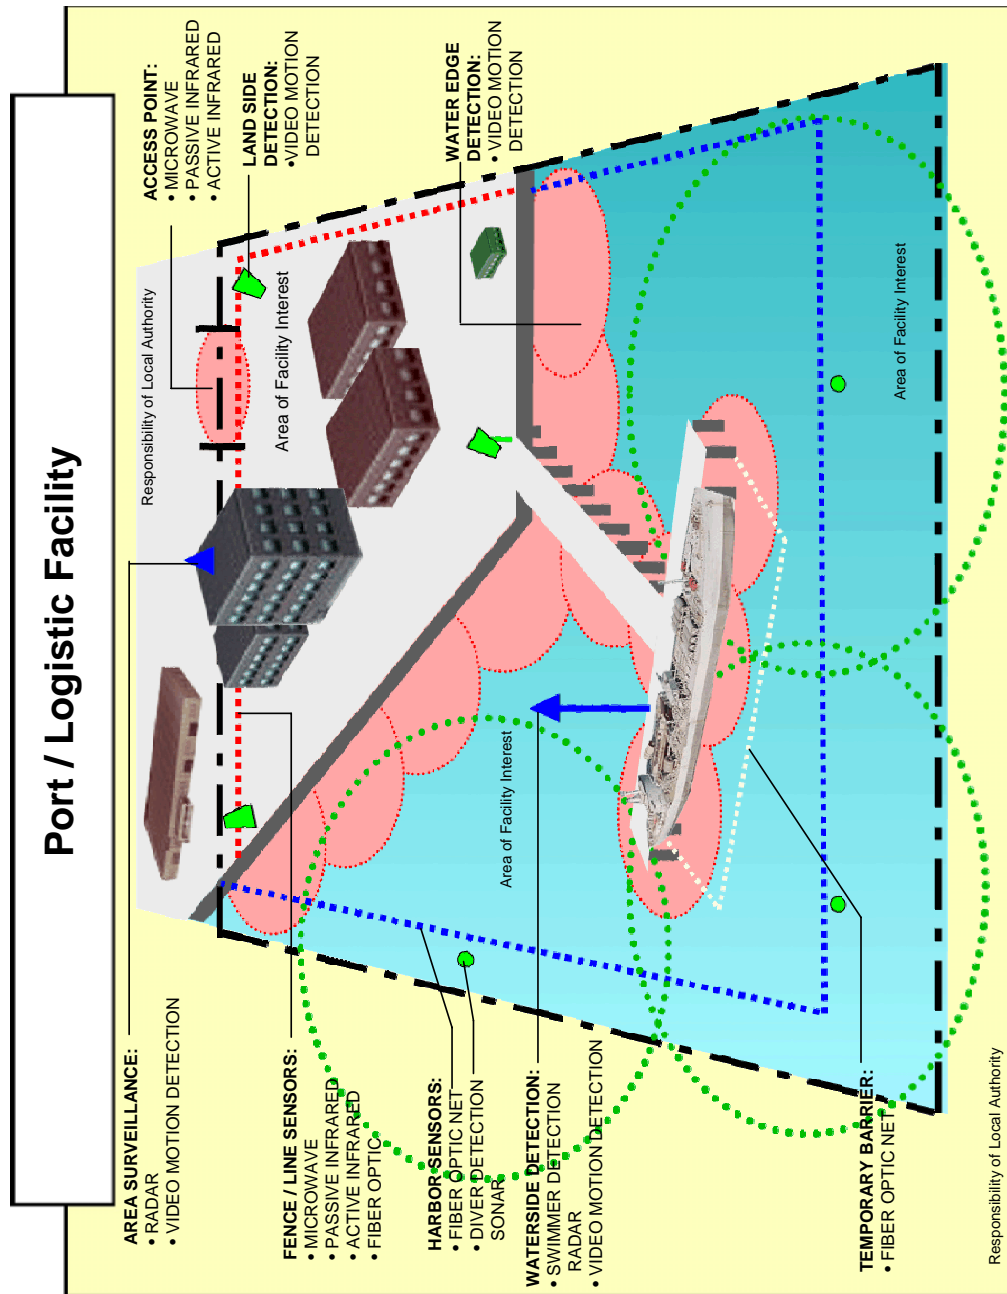 Port / Logistic Facility
AREA SURVEILLANCE:
• RADAR
• VIDEO MOTION DETECTION
FENCE / LINE SENSORS:
• MICROWAVE
• PASSIVE INFRARED
• ACTIVE INFRARED
• FIBER OPTIC
HARBOR SENSORS:
• FIBER OPTIC NET
• DIVER DETECTION
SONAR
WATERSIDE DETECTION:
• SWIMMER DETECTION
RADAR
• VIDEO MOTION DETECTION
TEMPORARY BARRIER:
• FIBER OPTIC NET
Responsibility of Local Authority
Area of Facility Interest
Responsibility of Local Authority
Area of Facility Interest
Area of Facility Interest
ACCESS POINT:
• MICROWAVE
• PASSIVE INFRARED
• ACTIVE INFRARED
LAND SIDE
DETECTION:
•VIDEO MOTION
DETECTION
WATER EDGE
DETECTION:
• VIDEO MOTION
DETECTION